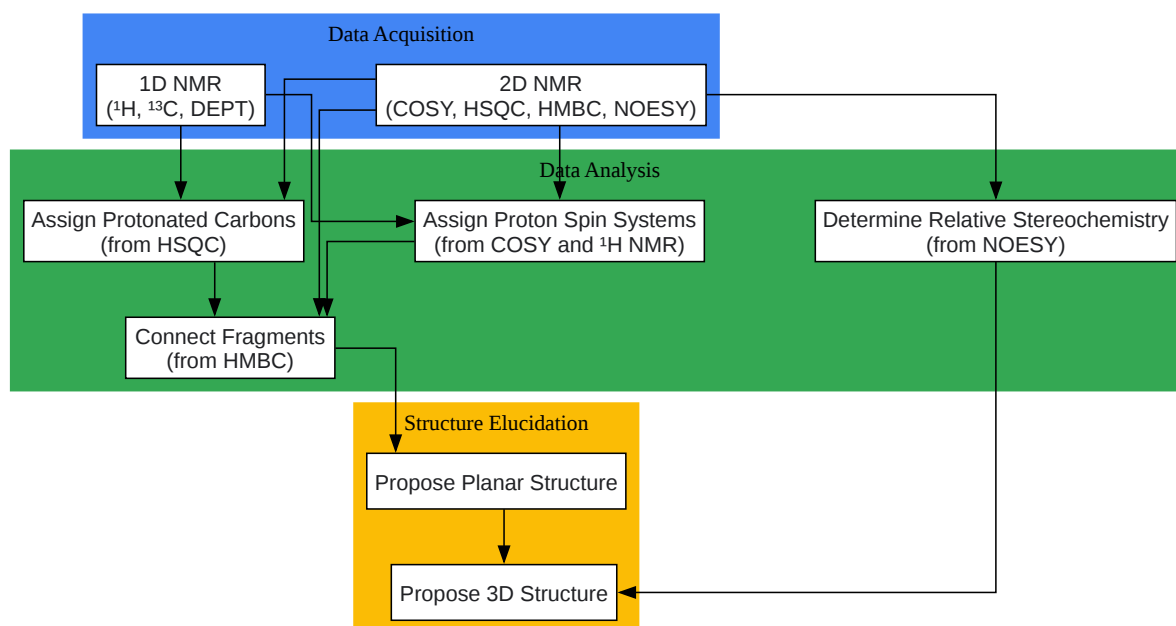 Data Acquisition
1D NMR
(¹H, ¹³C, DEPT)
2D NMR
(COSY, HSQC, HMBC, NOESY)
Data Analysis
Assign Protonated Carbons
(from HSQC)
Assign Proton Spin Systems
(from COSY and ¹H NMR)
Determine Relative Stereochemistry
(from NOESY)
Connect Fragments
(from HMBC)
Structure Elucidation
Propose Planar Structure
Propose 3D Structure